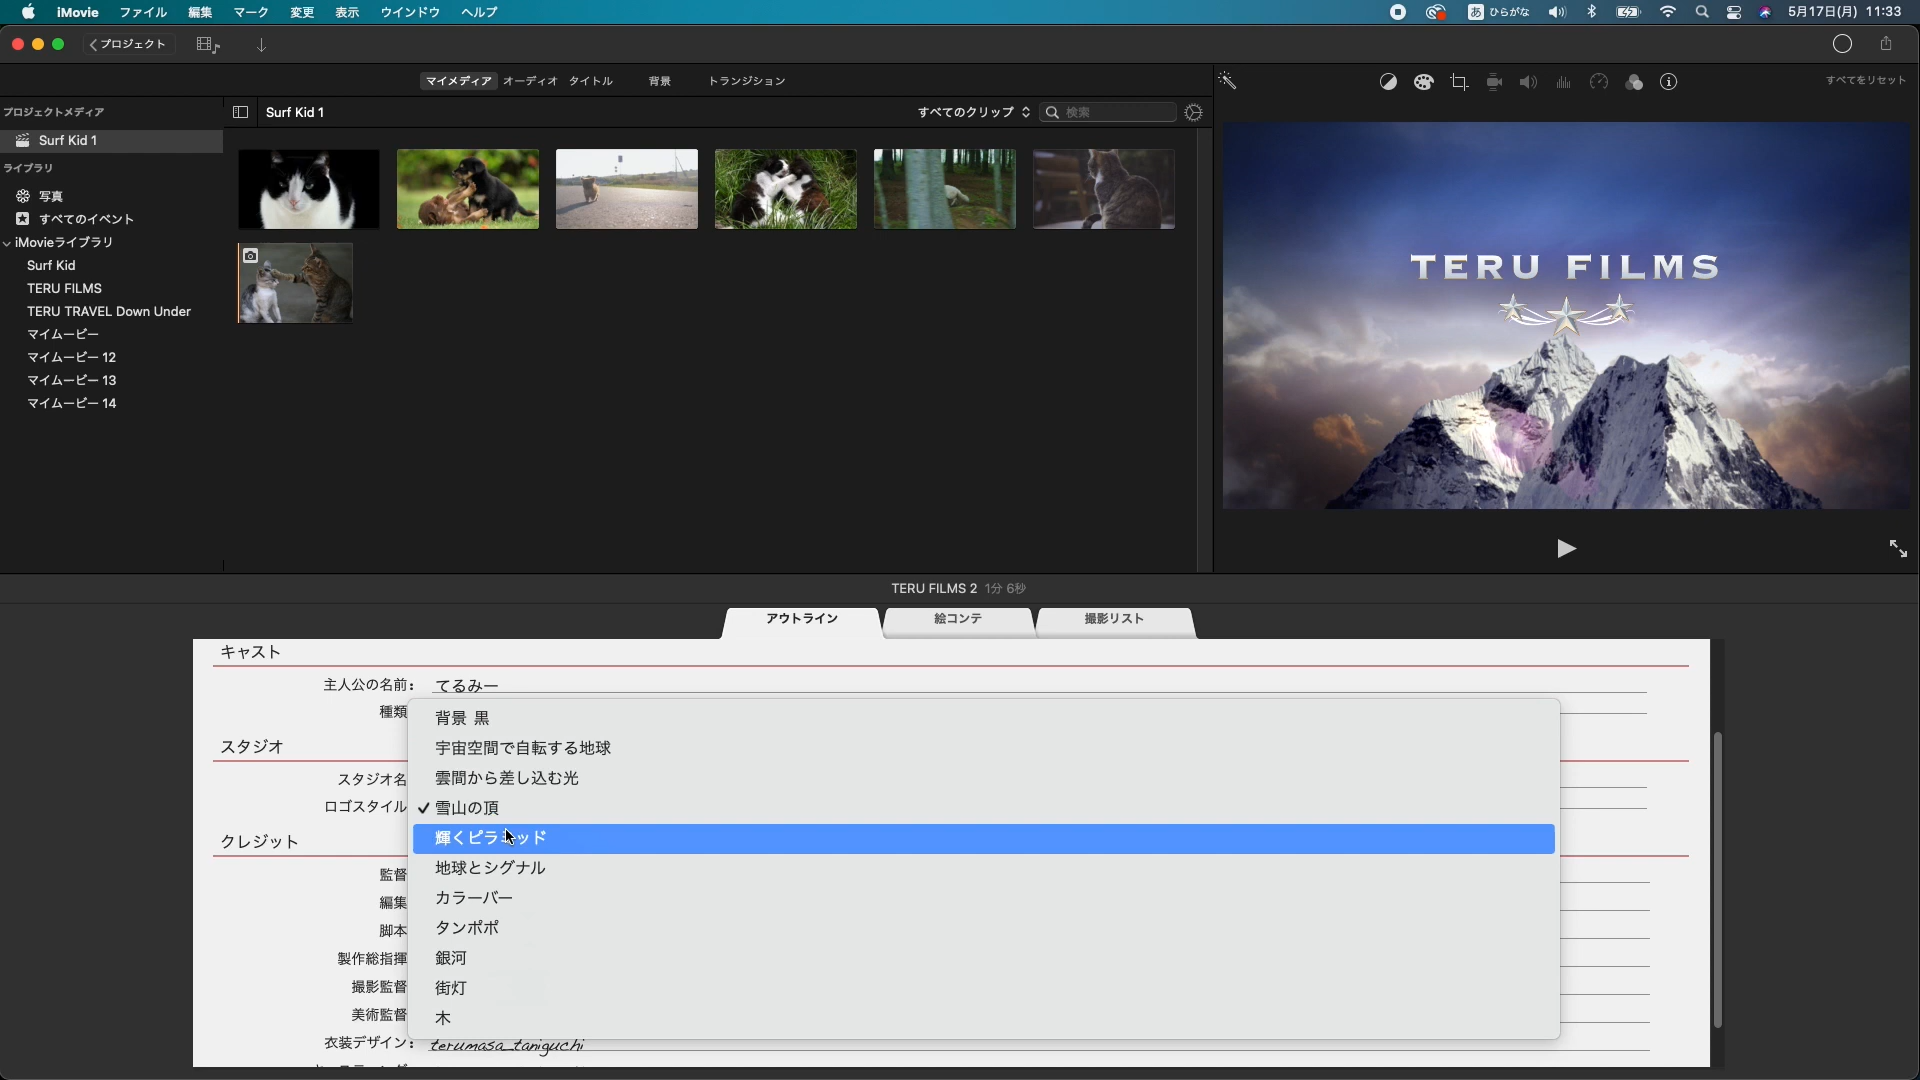 iMovie ファイル 編集 マーク 変更 表示 ウインドウ ヘルプ
あ ひらがな 5月17日(月) 11:33
プロジェクト
マイメディア オーディオ タイトル 背景 トランジション
すべてをリセット
プロジェクトメディア
Surf Kid 1
すべてのクリップ
検索
Surf Kid 1
ライブラリ
写真
すべてのイベント
iMovieライブラリ
Surf Kid
TERU FILMS
TERU TRAVEL Down Under
マイムービー
マイムービー 12
マイムービー 13
マイムービー 14
TERU FILMS
TERU FILMS 2 1分 6秒
アウトライン
絵コンテ
撮影リスト
キャスト
主人公の名前: てるみー
種類
スタジオ
スタジオ名
ロゴスタイル
クレジット
監督
編集
脚本
製作総指揮
撮影監督
美術監督
衣装デザイン: terumasa_taniguchi
背景 黒
宇宙空間で自転する地球
雲間から差し込む光
✓ 雪山の頂
輝くピラミッド
地球とシグナル
カラーバー
タンポポ
銀河
街灯
木